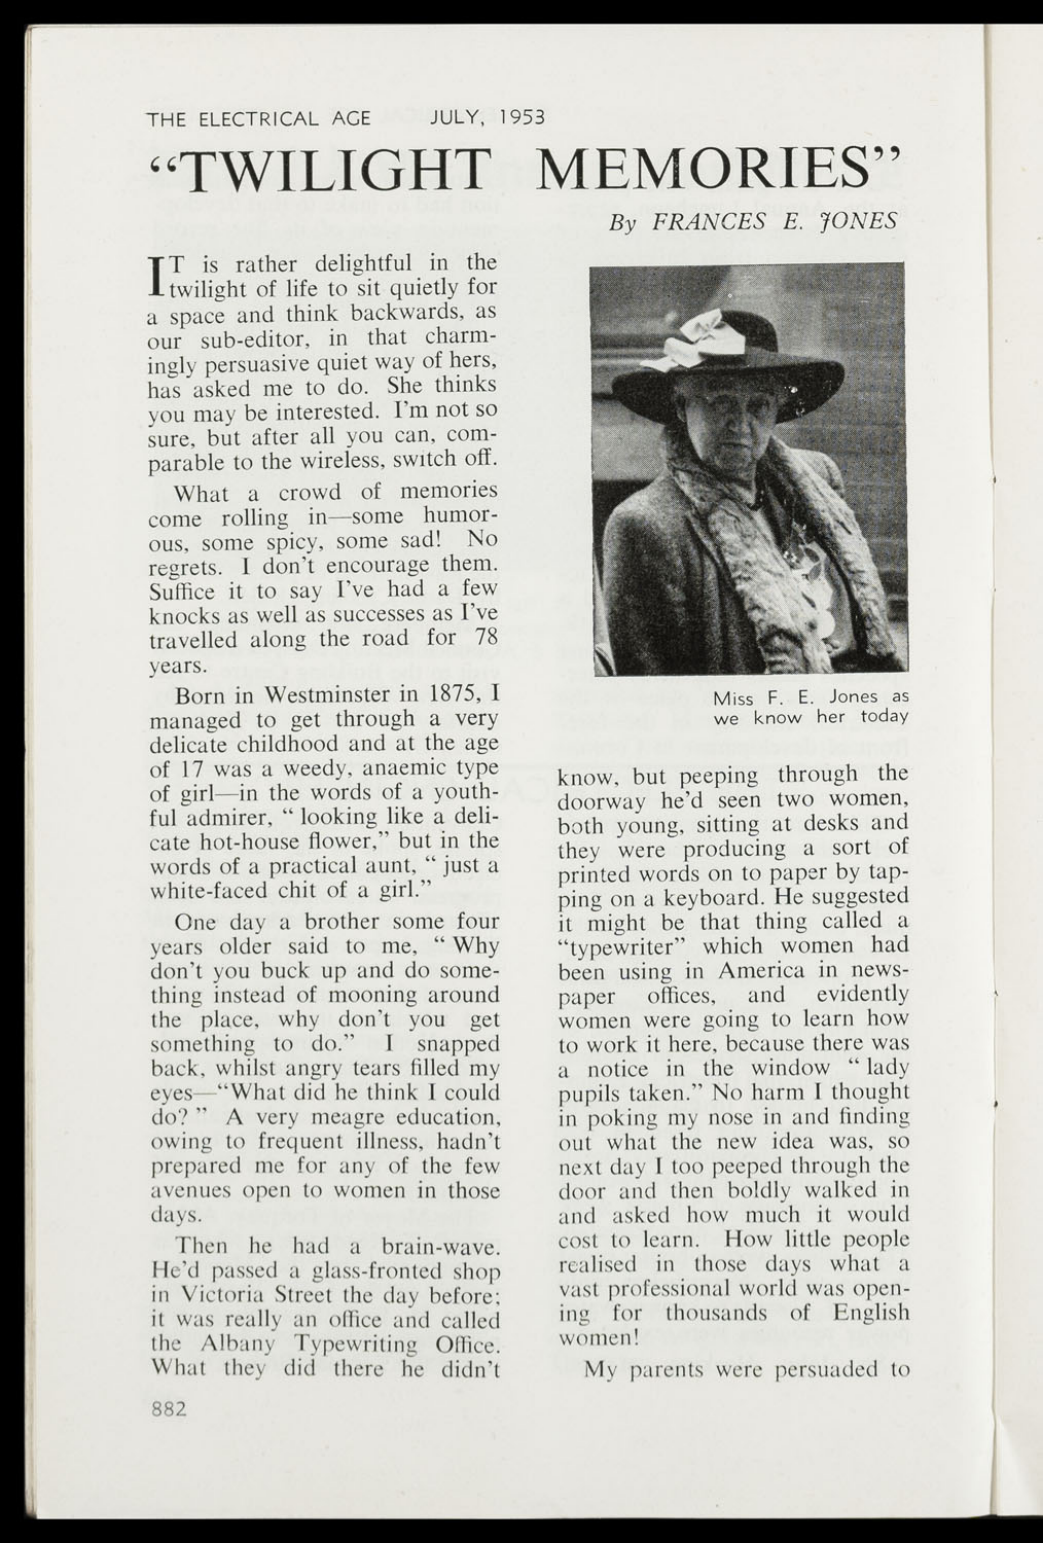 THE ELECTRICAL AGE JULY, 1953
“TWILIGHT MEMORIES”
By FRANCES E. JONES
IT is rather delightful in the
twilight of life to sit quietly for
a space and think backwards, as
our sub-editor, in that charm-
ingly persuasive quiet way of hers,
has asked me to do. She thinks
you may be interested. I'm not so
sure, but after all you can, com-
parable to the wireless, switch off.
What a crowd of memories
come rolling in—some humor-
ous, some spicy, some sad! No
regrets. I don't encourage them.
Suffice it to say I've had a few
knocks as well as successes as I've
travelled along the road for 78
years.
Born in Westminster in 1875, I
managed to get through a very
delicate childhood and at the age
of 17 was a weedy, anaemic type
of girl—in the words of a youth-
ful admirer, “ looking like a deli-
cate hot-house flower,” but in the
words of a practical aunt, “ just a
white-faced chit of a girl.”
One day a brother some four
years older said to me, “ Why
don't you buck up and do some-
thing instead of mooning around
the place, why don't you get
something to do.” I snapped
back, whilst angry tears filled my
eyes—“What did he think I could
do? ” A very meagre education,
owing to frequent illness, hadn't
prepared me for any of the few
avenues open to women in those
days.
Then he had a brain-wave.
He'd passed a glass-fronted shop
in Victoria Street the day before;
it was really an office and called
the Albany Typewriting Office.
What they did there he didn't
882
Miss F. E. Jones as
we know her today
know, but peeping through the
doorway he'd seen two women,
both young, sitting at desks and
they were producing a sort of
printed words on to paper by tap-
ping on a keyboard. He suggested
it might be that thing called a
“typewriter” which women had
been using in America in news-
paper offices, and evidently
women were going to learn how
to work it here, because there was
a notice in the window “ lady
pupils taken.” No harm I thought
in poking my nose in and finding
out what the new idea was, so
next day I too peeped through the
door and then boldly walked in
and asked how much it would
cost to learn. How little people
realised in those days what a
vast professional world was open-
ing for thousands of English
women!
My parents were persuaded to